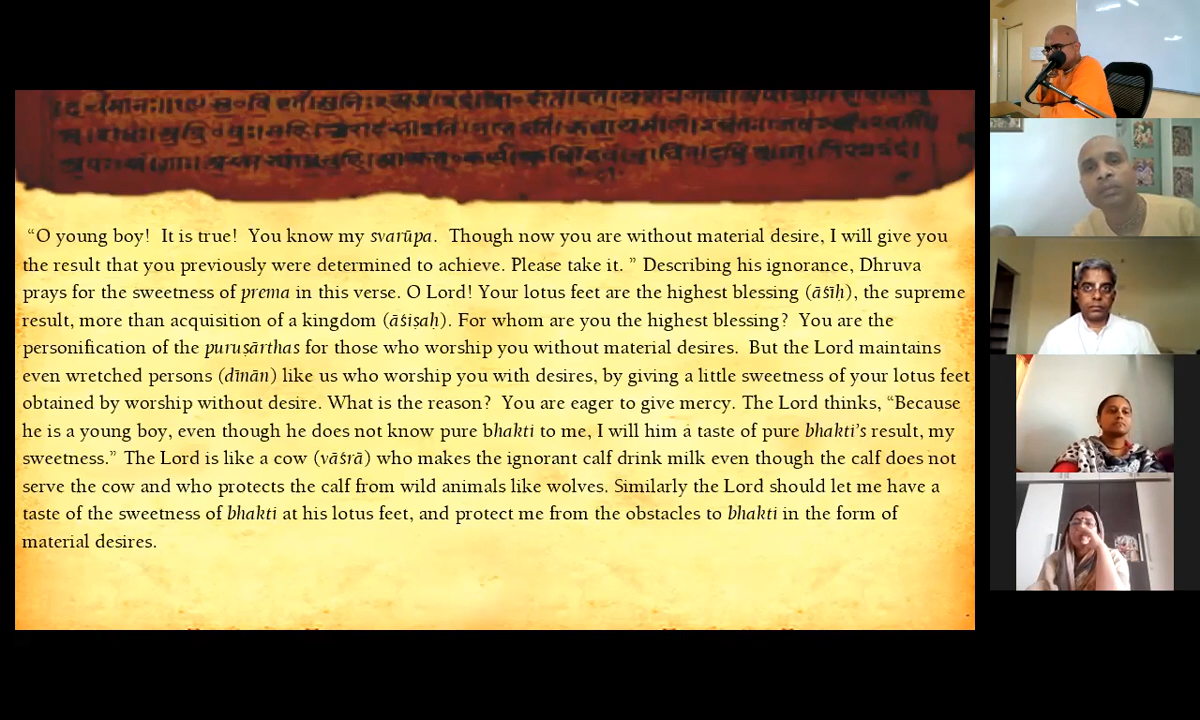 “O young boy!  It is true!  You know my svarūpa.  Though now you are without material desire, I will give you
the result that you previously were determined to achieve. Please take it. ” Describing his ignorance, Dhruva
prays for the sweetness of prema in this verse. O Lord! Your lotus feet are the highest blessing (āśīḥ), the supreme
result, more than acquisition of a kingdom (āśiṣaḥ). For whom are you the highest blessing?  You are the
personification of the puruṣārthas for those who worship you without material desires.  But the Lord maintains
even wretched persons (dīnān) like us who worship you with desires, by giving a little sweetness of your lotus feet
obtained by worship without desire. What is the reason?  You are eager to give mercy. The Lord thinks, “Because
he is a young boy, even though he does not know pure bhakti to me, I will him a taste of pure bhakti’s result, my
sweetness.” The Lord is like a cow (vāśrā) who makes the ignorant calf drink milk even though the calf does not
serve the cow and who protects the calf from wild animals like wolves. Similarly the Lord should let me have a
taste of the sweetness of bhakti at his lotus feet, and protect me from the obstacles to bhakti in the form of
material desires.